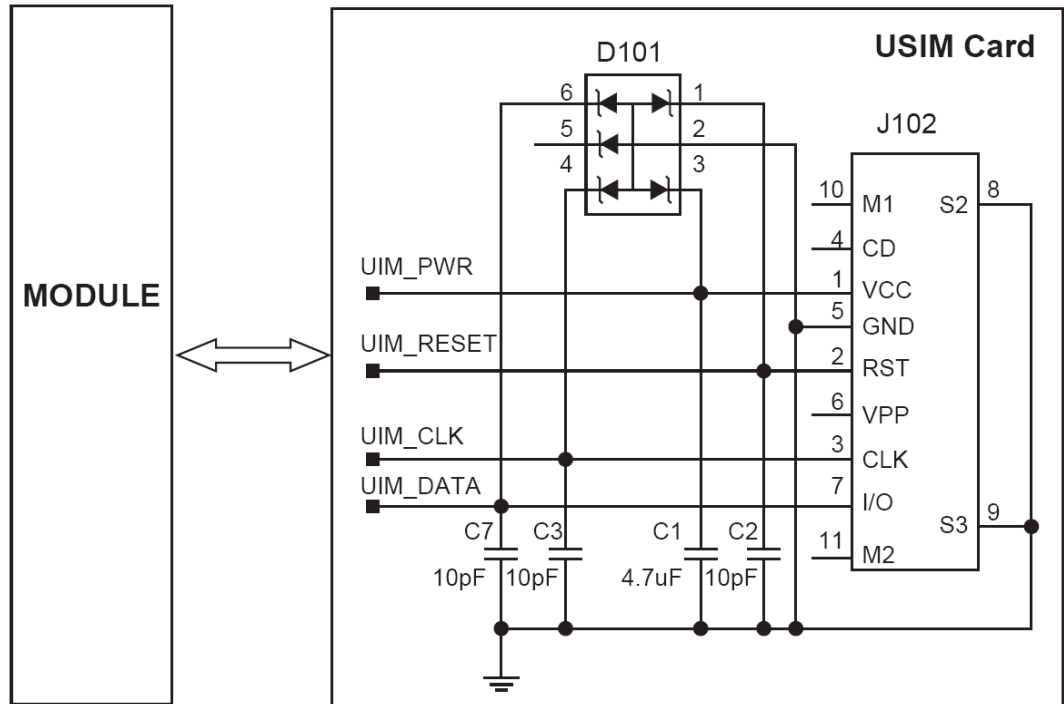 USIM Card
D101
6 1
5 2
4 3
J102
10 M1 S2 8
4 CD
MODULE
UIM_PWR
1 VCC
5 GND
UIM_RESET
2 RST
6 VPP
UIM_CLK
3 CLK
UIM_DATA
7 I/O
S3 9
11 M2
C7 C3 C1 C2
10pF 10pF 4.7uF 10pF